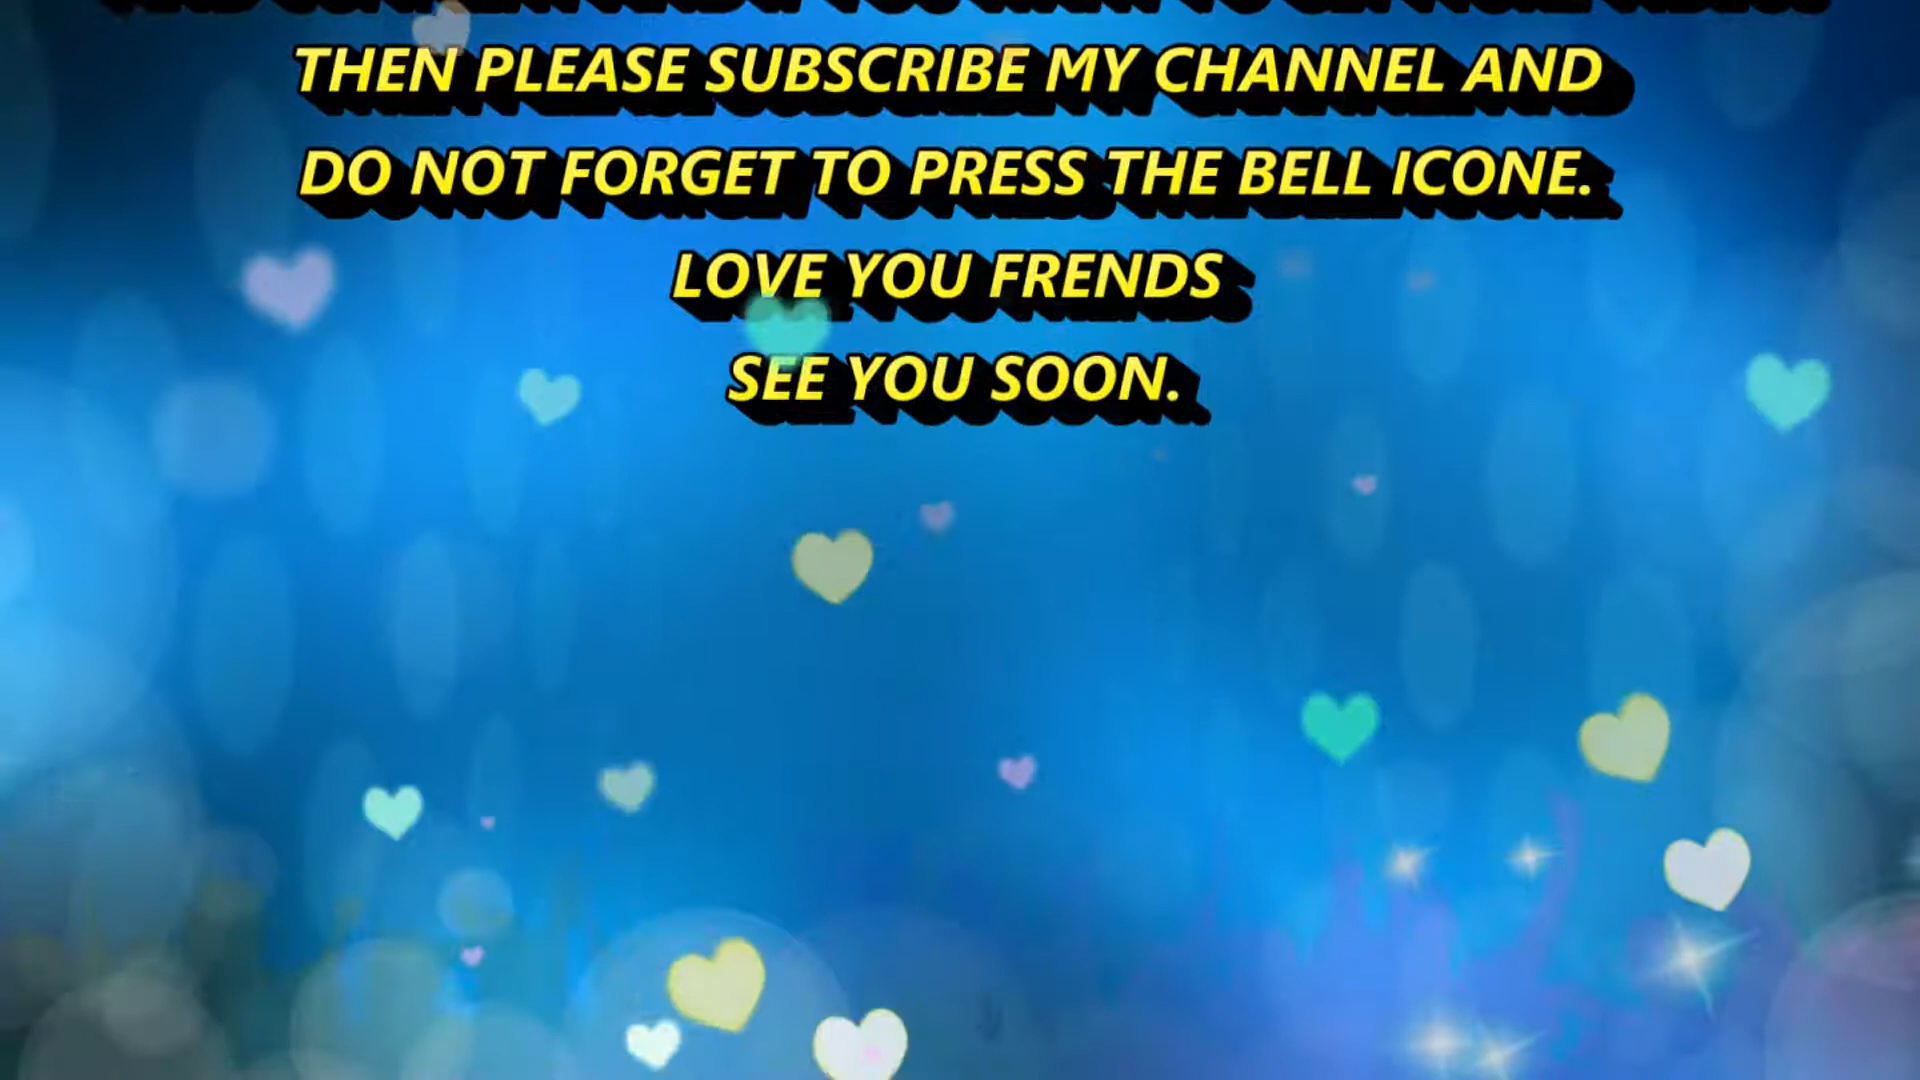 THEN PLEASE SUBSCRIBE MY CHANNEL AND
DO NOT FORGET TO PRESS THE BELL ICONE.
LOVE YOU FRENDS
SEE YOU SOON.